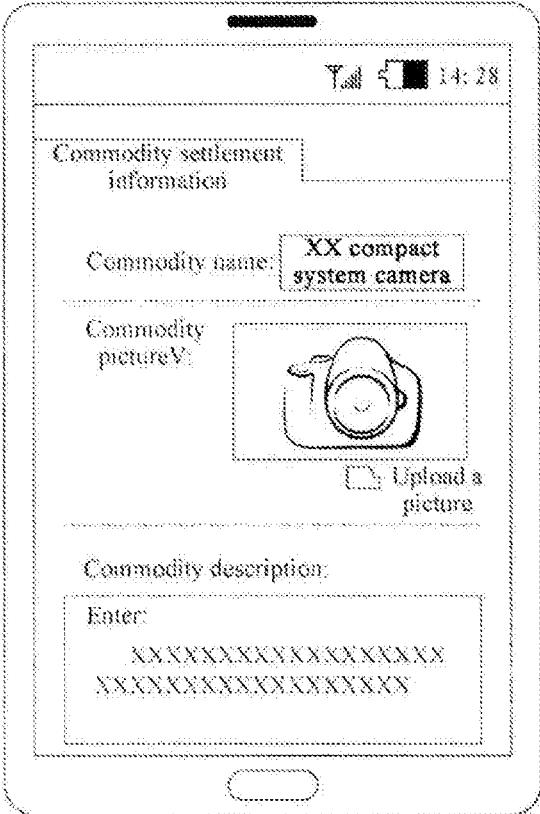 14: 28
Commodity settlement
information
Commodity name:
XX compact
system camera
Commodity
pictureV:
Upload a
picture
Commodity description:
Enter:
XXXXXXXXXXXXXXXXXX
XXXXXXXXXXXXXXXXXX